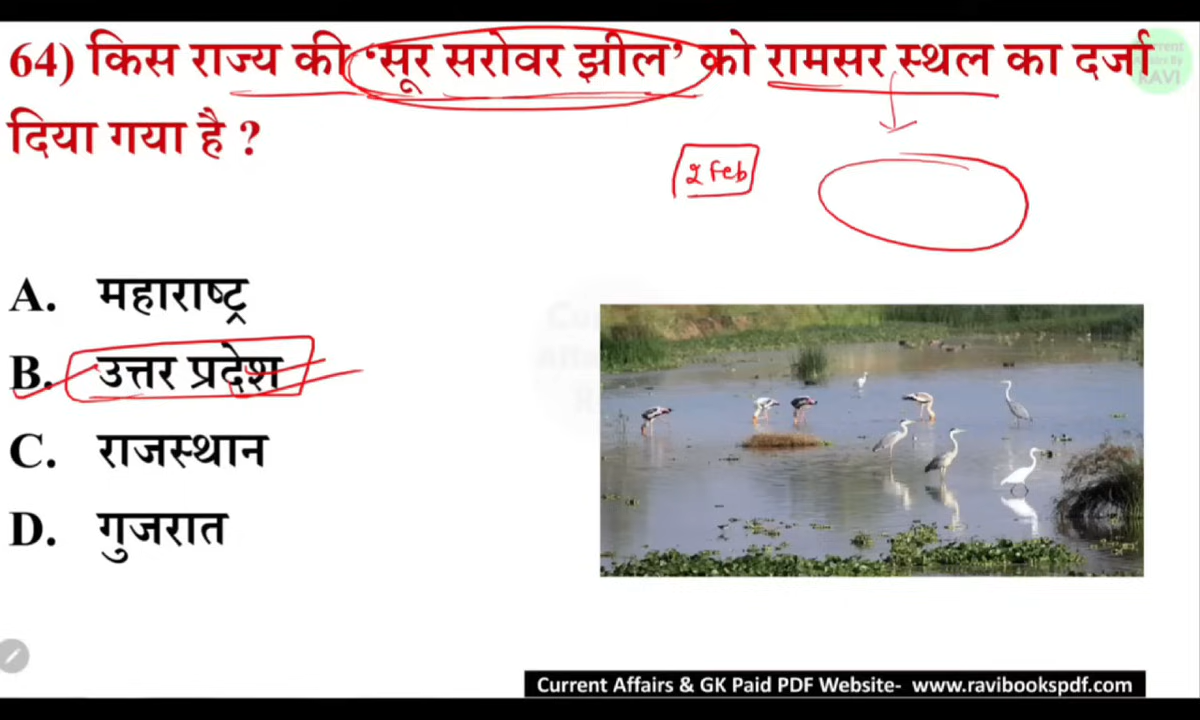 64) किस राज्य की 'सूर सरोवर झील' को रामसर स्थल का दर्जा
दिया गया है ?
2 Feb
A. महाराष्ट्र
B. उत्तर प्रदेश
C. राजस्थान
D. गुजरात
Current Affairs & GK Paid PDF Website- www.ravibookspdf.com